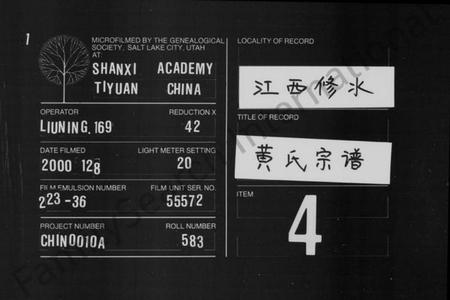 1
MICROFILMED BY THE GENEALOGICAL
SOCIETY, SALT LAKE CITY, UTAH
AT:
SHANXI ACADEMY
TIYUAN CHINA
OPERATOR REDUCTION X
LIUNING, 169 42
DATE FILMED LIGHT METER SETTING
2000 128 20
FILM EMULSION NUMBER FILM UNIT SER. NO.
223-36 55572
PROJECT NUMBER ROLL NUMBER
CHIN0010A 583
LOCALITY OF RECORD
江西修水
TITLE OF RECORD
黄氏宗谱
ITEM
4
FamilySearch International